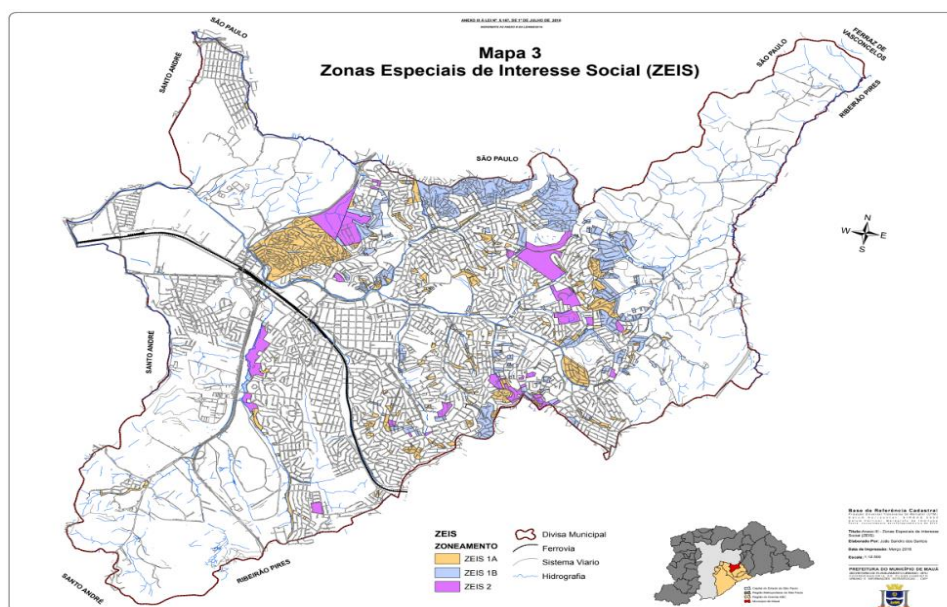 Mapa 3
Zonas Especiais de Interesse Social (ZEIS)
SÃO PAULO
SANTO ANDRÉ
SÃO PAULO
FERRAZ DE
VASCONCELOS
RIBEIRÃO PIRES
SÃO PAULO
N
W
E
S
SANTO ANDRÉ
RIBEIRÃO PIRES
SANTO ANDRÉ
ZEIS
ZONEAMENTO
ZEIS 1A
ZEIS 1B
ZEIS 2
Divisa Municipal
Ferrovia
Sistema Viario
Hidrografia
Base de Referência Cadastral
PREFEITURA DO MUNICÍPIO DE MAUÁ